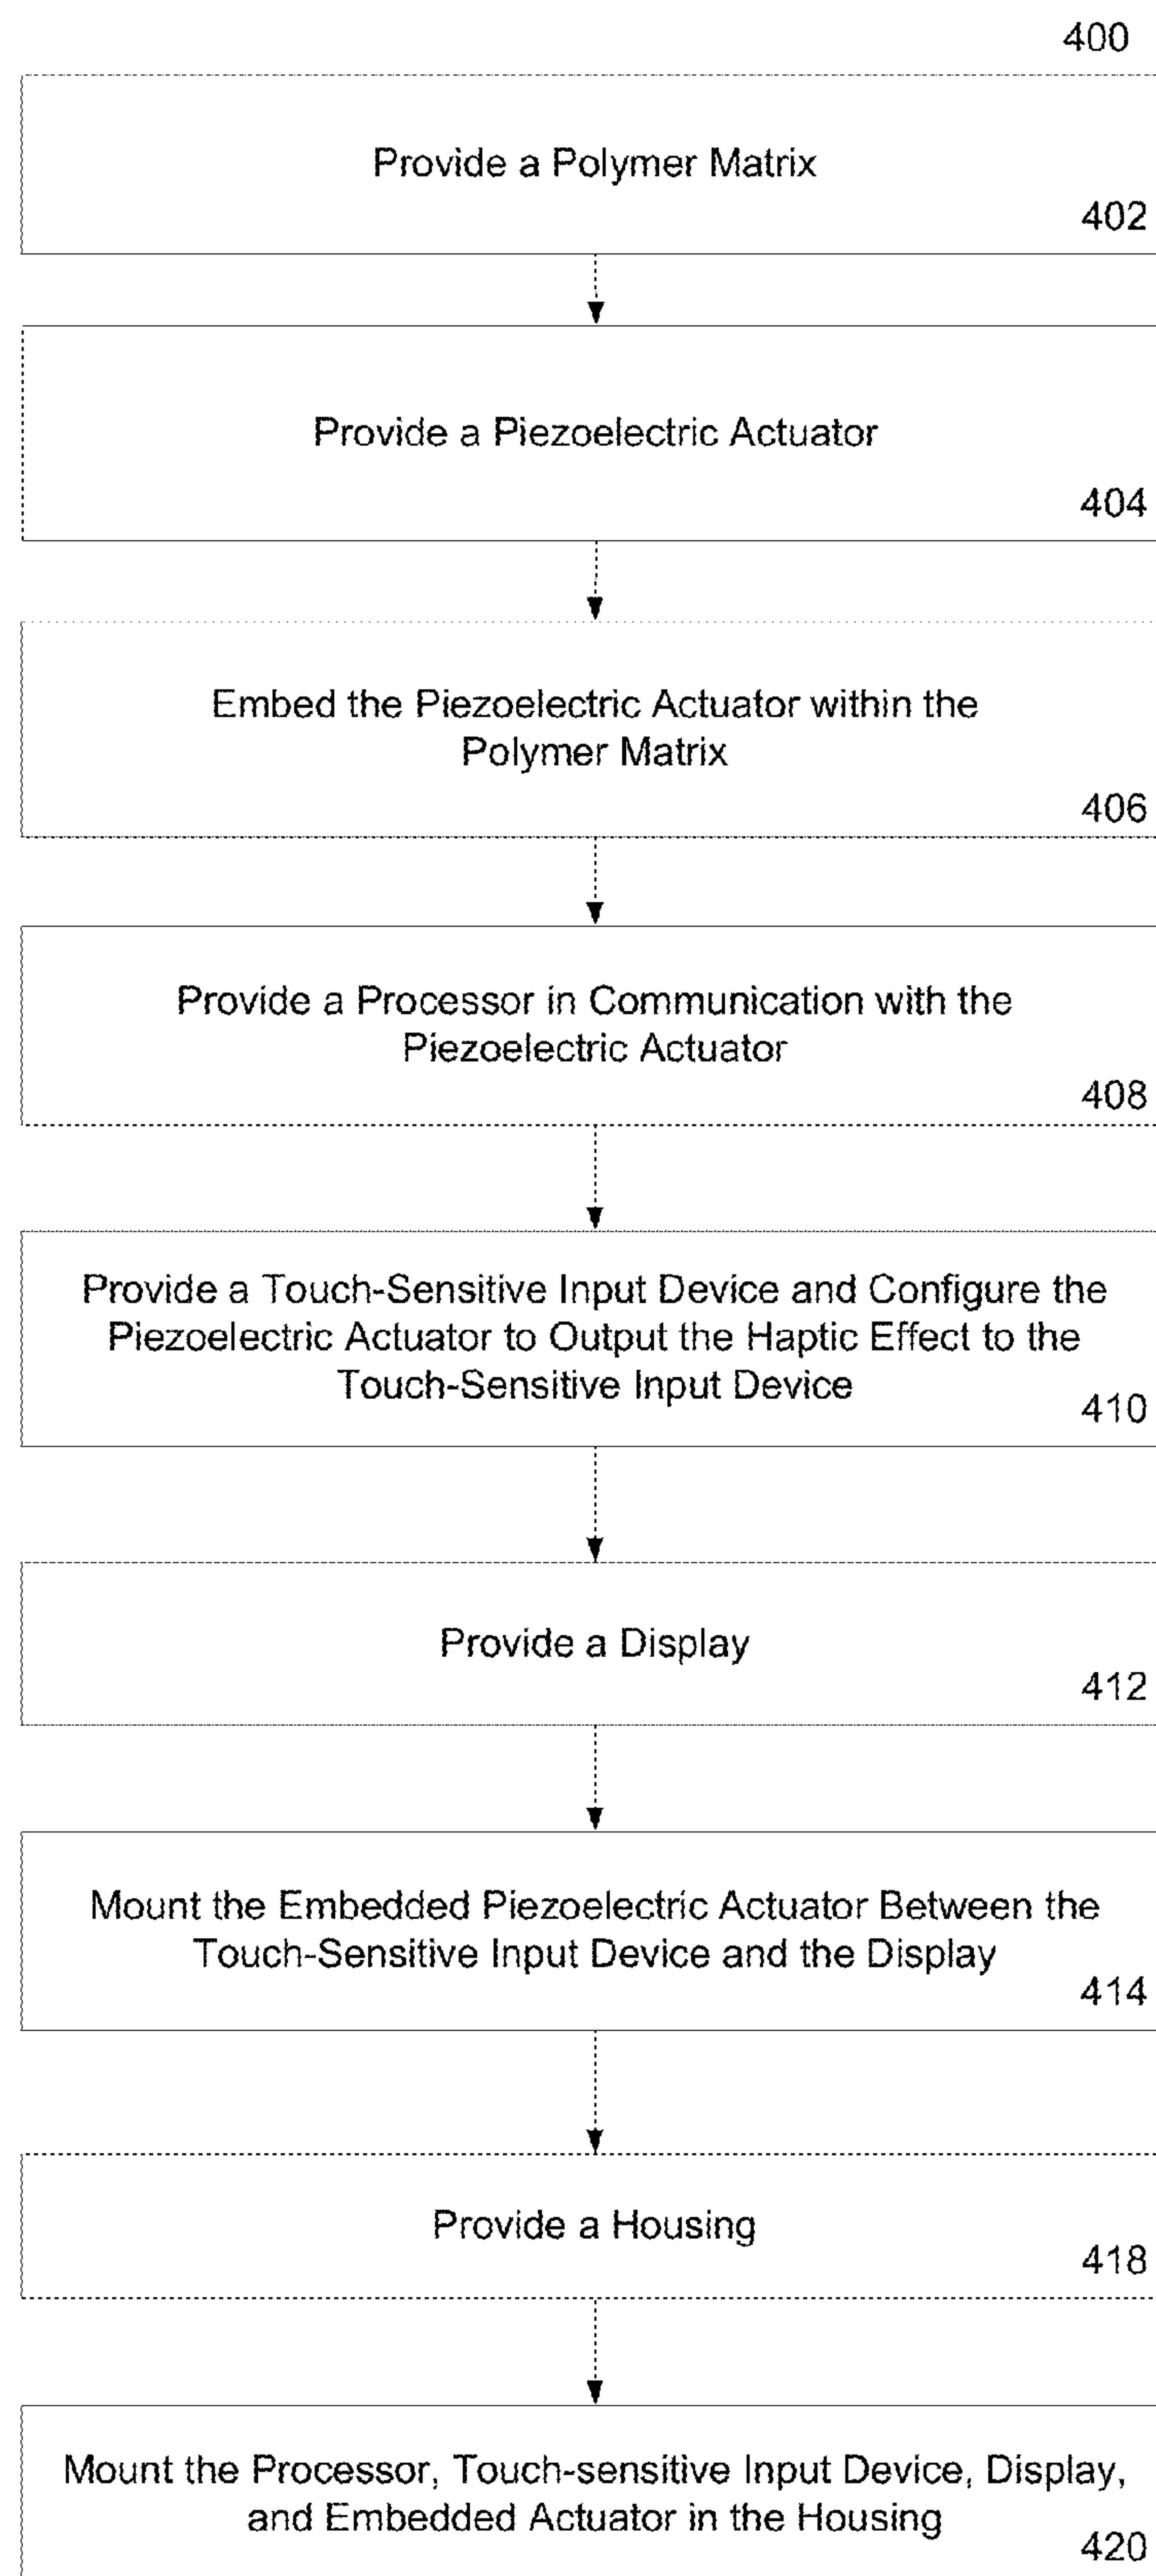 400
Provide a Polymer Matrix
402
Provide a Piezoelectric Actuator
404
Embed the Piezoelectric Actuator within the
Polymer Matrix
406
Provide a Processor in Communication with the
Piezoelectric Actuator
408
Provide a Touch-Sensitive Input Device and Configure the
Piezoelectric Actuator to Output the Haptic Effect to the
Touch-Sensitive Input Device
410
Provide a Display
412
Mount the Embedded Piezoelectric Actuator Between the
Touch-Sensitive Input Device and the Display
414
Provide a Housing
418
Mount the Processor, Touch-sensitive Input Device, Display,
and Embedded Actuator in the Housing
420